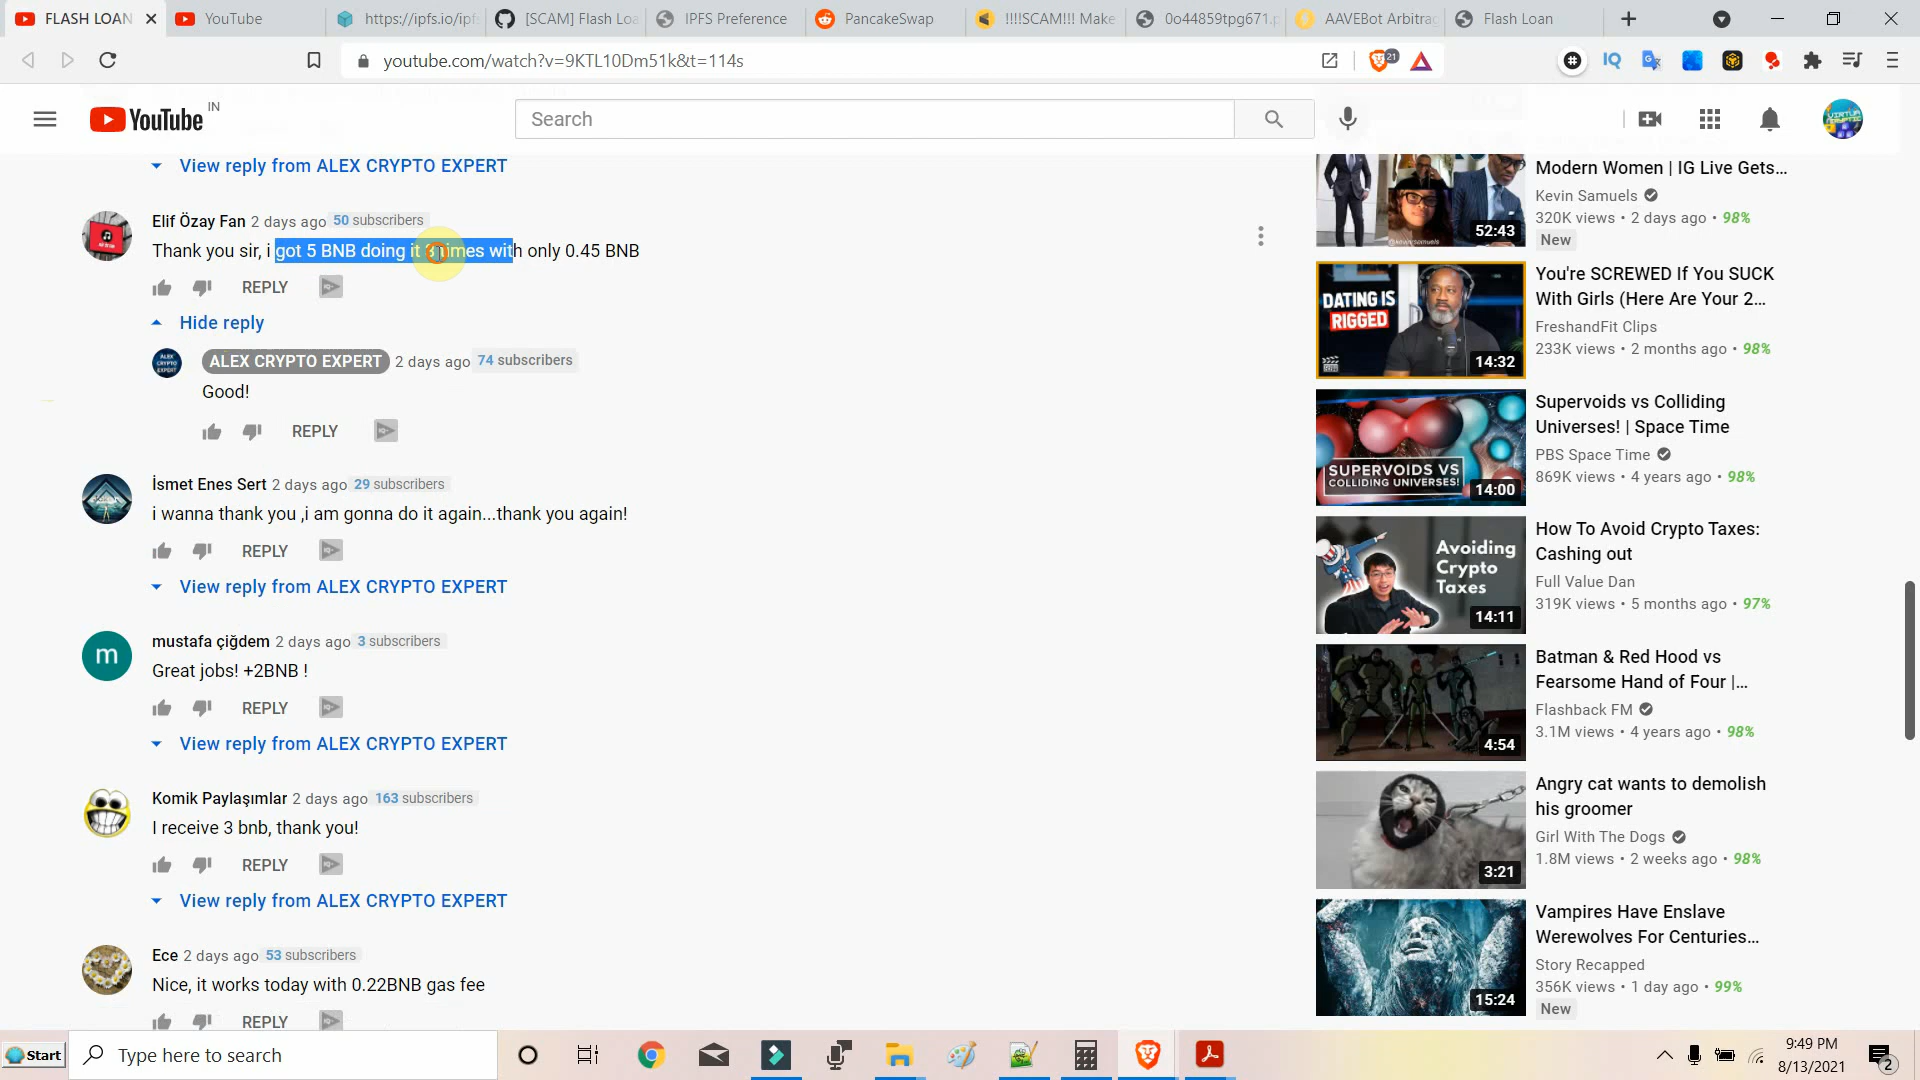 FLASH LOAN
YouTube
https://ipfs.io/ipfs
[SCAM] Flash Loa
IPFS Preference
PancakeSwap
!!!!SCAM!!! Make
0o44859tpg671.p
AAVEBot Arbitrag
Flash Loan
youtube.com/watch?v=9KTL10Dm51k&t=114s
21
IQ
YouTube IN
Search
View reply from ALEX CRYPTO EXPERT
Elif Özay Fan 2 days ago 50 subscribers
Thank you sir, i got 5 BNB doing it 3 times with only 0.45 BNB
REPLY
Hide reply
ALEX CRYPTO EXPERT 2 days ago 74 subscribers
Good!
REPLY
İsmet Enes Sert 2 days ago 29 subscribers
i wanna thank you ,i am gonna do it again...thank you again!
REPLY
View reply from ALEX CRYPTO EXPERT
m
mustafa çiğdem 2 days ago 3 subscribers
Great jobs! +2BNB !
REPLY
View reply from ALEX CRYPTO EXPERT
Komik Paylaşımlar 2 days ago 163 subscribers
I receive 3 bnb, thank you!
REPLY
View reply from ALEX CRYPTO EXPERT
Ece 2 days ago 53 subscribers
Nice, it works today with 0.22BNB gas fee
REPLY
Modern Women | IG Live Gets...
Kevin Samuels
320K views • 2 days ago • 98%
New
52:43
You're SCREWED If You SUCK
With Girls (Here Are Your 2...
FreshandFit Clips
233K views • 2 months ago • 98%
DATING IS
RIGGED
14:32
Supervoids vs Colliding
Universes! | Space Time
PBS Space Time
869K views • 4 years ago • 98%
SUPERVOIDS VS
COLLIDING UNIVERSES!
14:00
How To Avoid Crypto Taxes:
Cashing out
Full Value Dan
319K views • 5 months ago • 97%
Avoiding
Crypto
Taxes
14:11
Batman & Red Hood vs
Fearsome Hand of Four |...
Flashback FM
3.1M views • 4 years ago • 98%
4:54
Angry cat wants to demolish
his groomer
Girl With The Dogs
1.8M views • 2 weeks ago • 98%
3:21
Vampires Have Enslave
Werewolves For Centuries...
Story Recapped
356K views • 1 day ago • 99%
New
15:24
Start
Type here to search
9:49 PM
8/13/2021
2